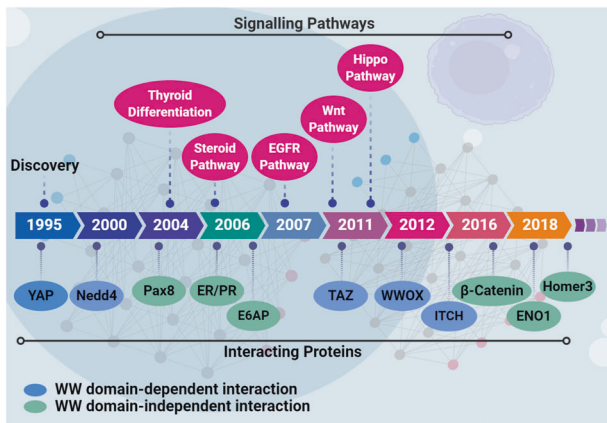 Signalling Pathways
Hippo
Pathway
Thyroid
Differentiation
Wnt
Pathway
Steroid
Pathway
EGFR
Pathway
Discovery
1995 2000 2004 2006 2007 2011 2012 2016 2018
YAP Nedd4 Pax8 ER/PR TAZ WWOX β-Catenin Homer3
E6AP ITCH ENO1
Interacting Proteins
WW domain-dependent interaction
WW domain-independent interaction